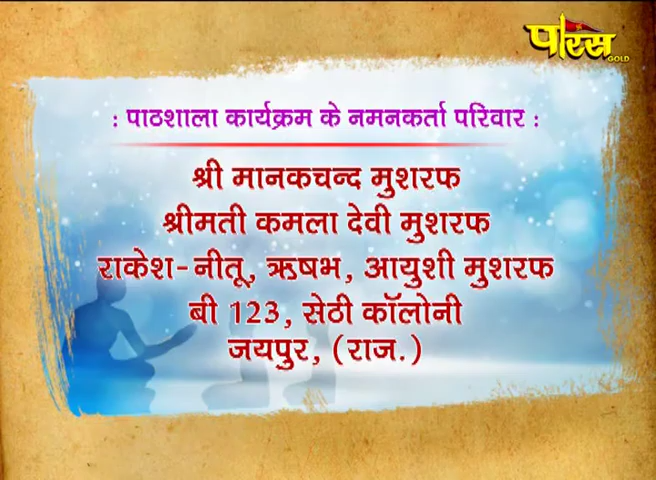 पारस
GOLD
: पाठशाला कार्यक्रम के नमनकर्ता परिवार :
श्री मानकचन्द मुशरफ
श्रीमती कमला देवी मुशरफ
राकेश-नीतू, ऋषभ, आयुशी मुशरफ
बी 123, सेठी कॉलोनी
जयपुर, (राज.)